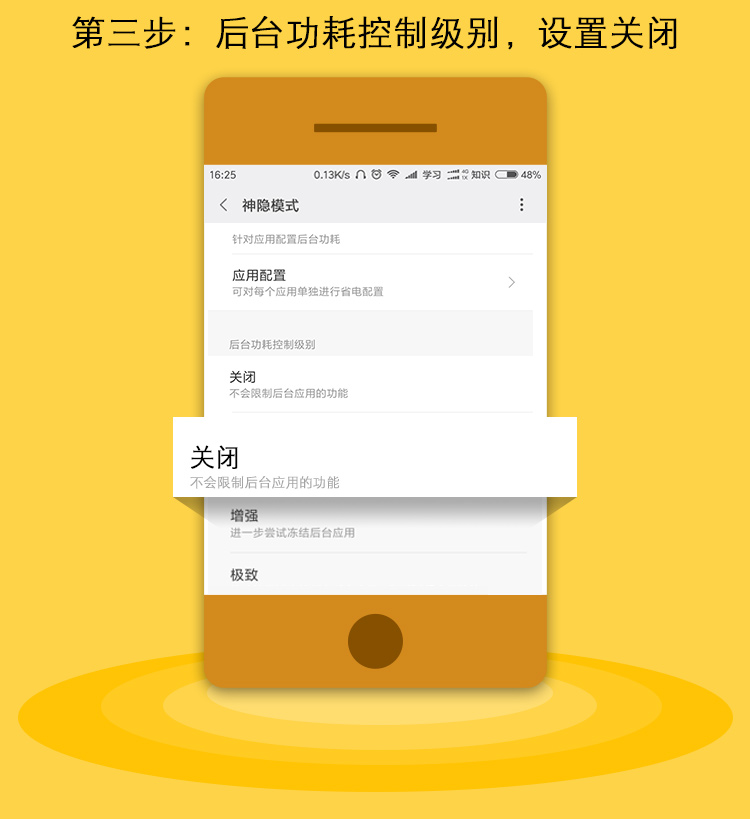 第三步：后台功耗控制级别，设置关闭
16:25 0.13K/s 学习 4G 1X 知识 48%
神隐模式
针对应用配置后台功耗
应用配置
可对每个应用单独进行省电配置
后台功耗控制级别
关闭
不会限制后台应用的功能
关闭
不会限制后台应用的功能
增强
进一步尝试冻结后台应用
极致